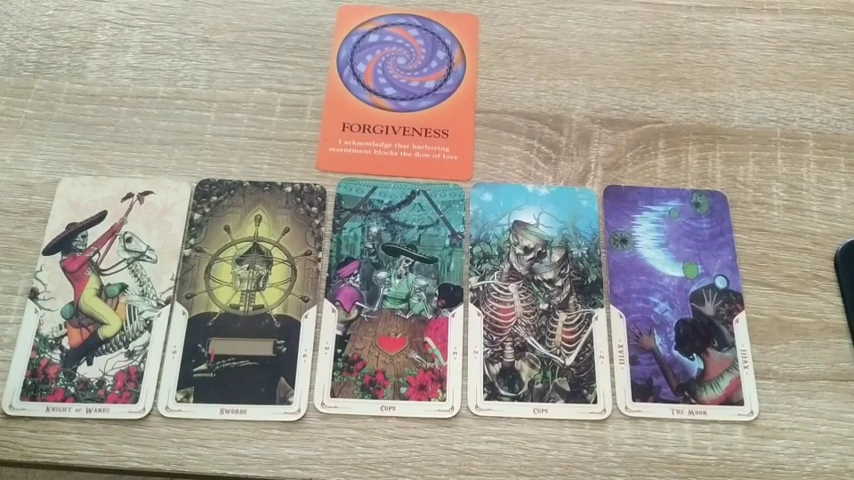 FORGIVENESS
I acknowledge that harboring
resentment blocks the flow of love
KNIGHT OF WANDS
SWORDS
CUPS
CUPS
XVIII
XVIII
THE MOON